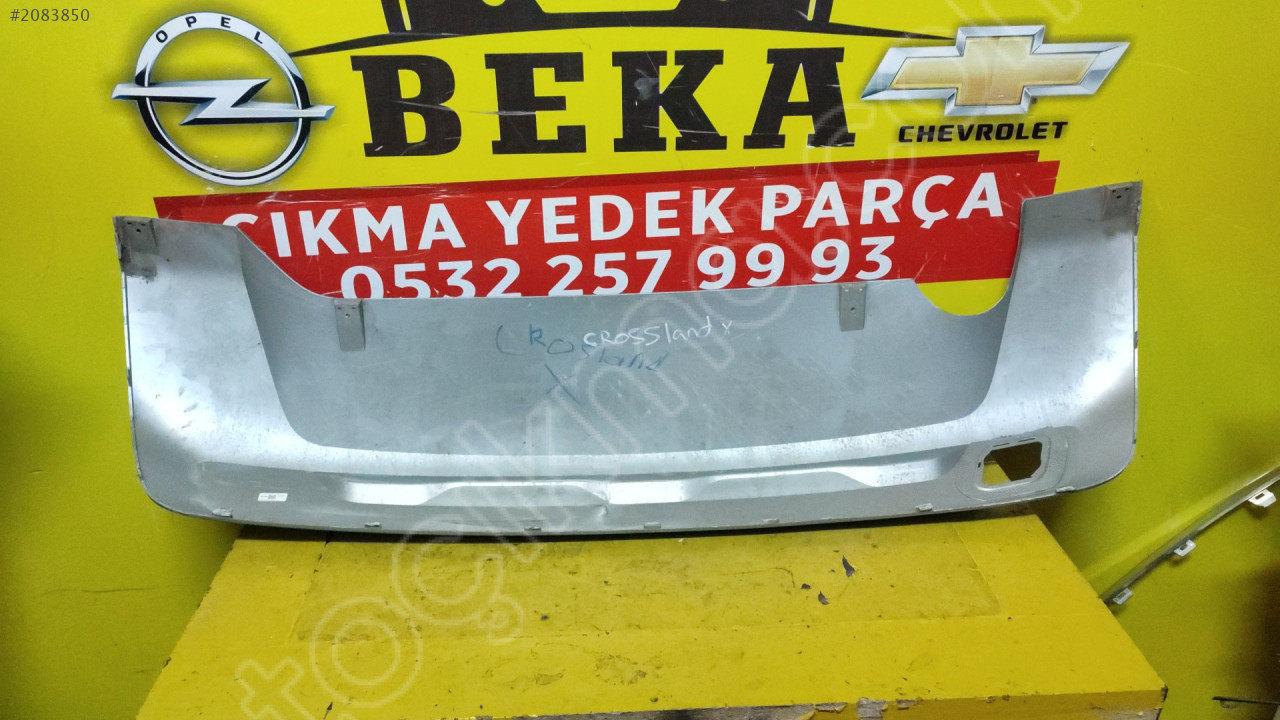 #2083850
OPEL
BEKA
CHEVROLET
ÇIKMA YEDEK PARÇA
0532 257 99 93
CROSSland x
CROSland
X